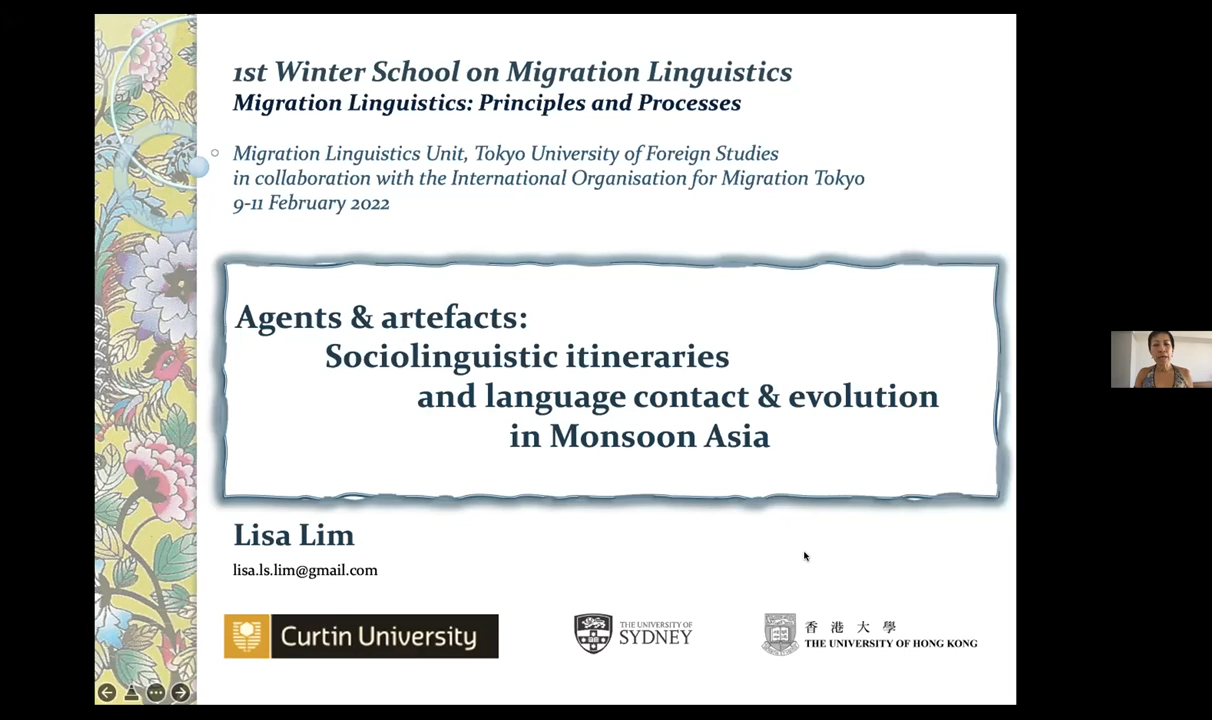 1st Winter School on Migration Linguistics
Migration Linguistics: Principles and Processes
Migration Linguistics Unit, Tokyo University of Foreign Studies
in collaboration with the International Organisation for Migration Tokyo
9-11 February 2022
Agents & artefacts:
Sociolinguistic itineraries
and language contact & evolution
in Monsoon Asia
Lisa Lim
lisa.ls.lim@gmail.com
Curtin University
THE UNIVERSITY OF
SYDNEY
香港大學
THE UNIVERSITY OF HONG KONG